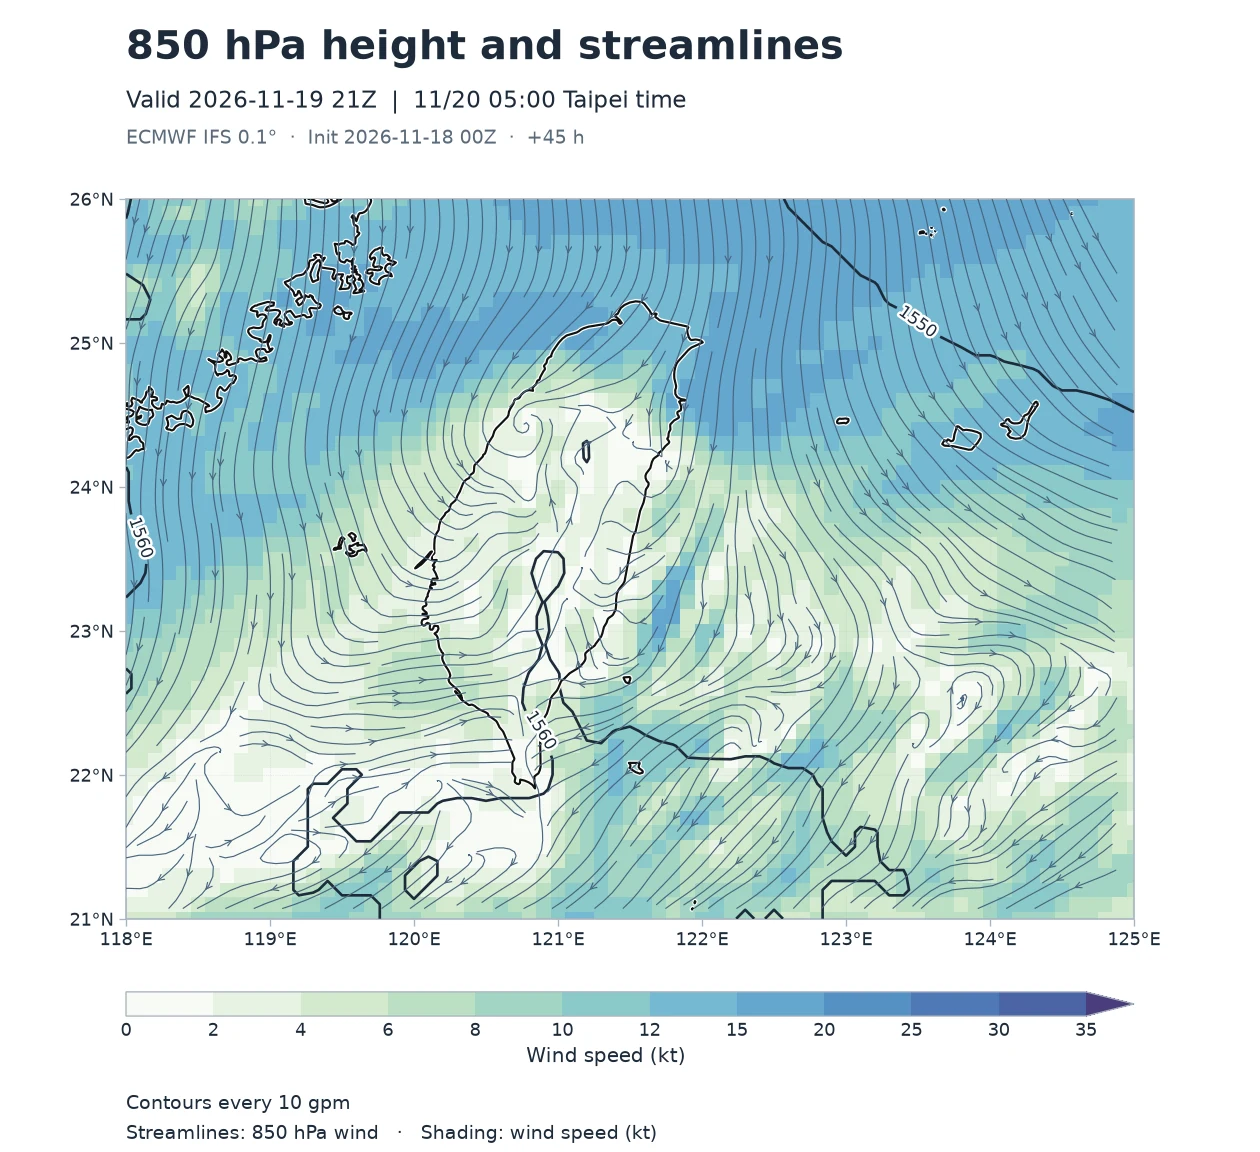 850 hPa height and streamlines
Valid 2026-11-19 21Z | 11/20 05:00 Taipei time
ECMWF IFS 0.1° · Init 2026-11-18 00Z · +45 h
26°N
25°N
24°N
23°N
22°N
21°N
1550
1560
1560
118°E 119°E 120°E 121°E 122°E 123°E 124°E 125°E
0 2 4 6 8 10 12 15 20 25 30 35
Wind speed (kt)
Contours every 10 gpm
Streamlines: 850 hPa wind · Shading: wind speed (kt)